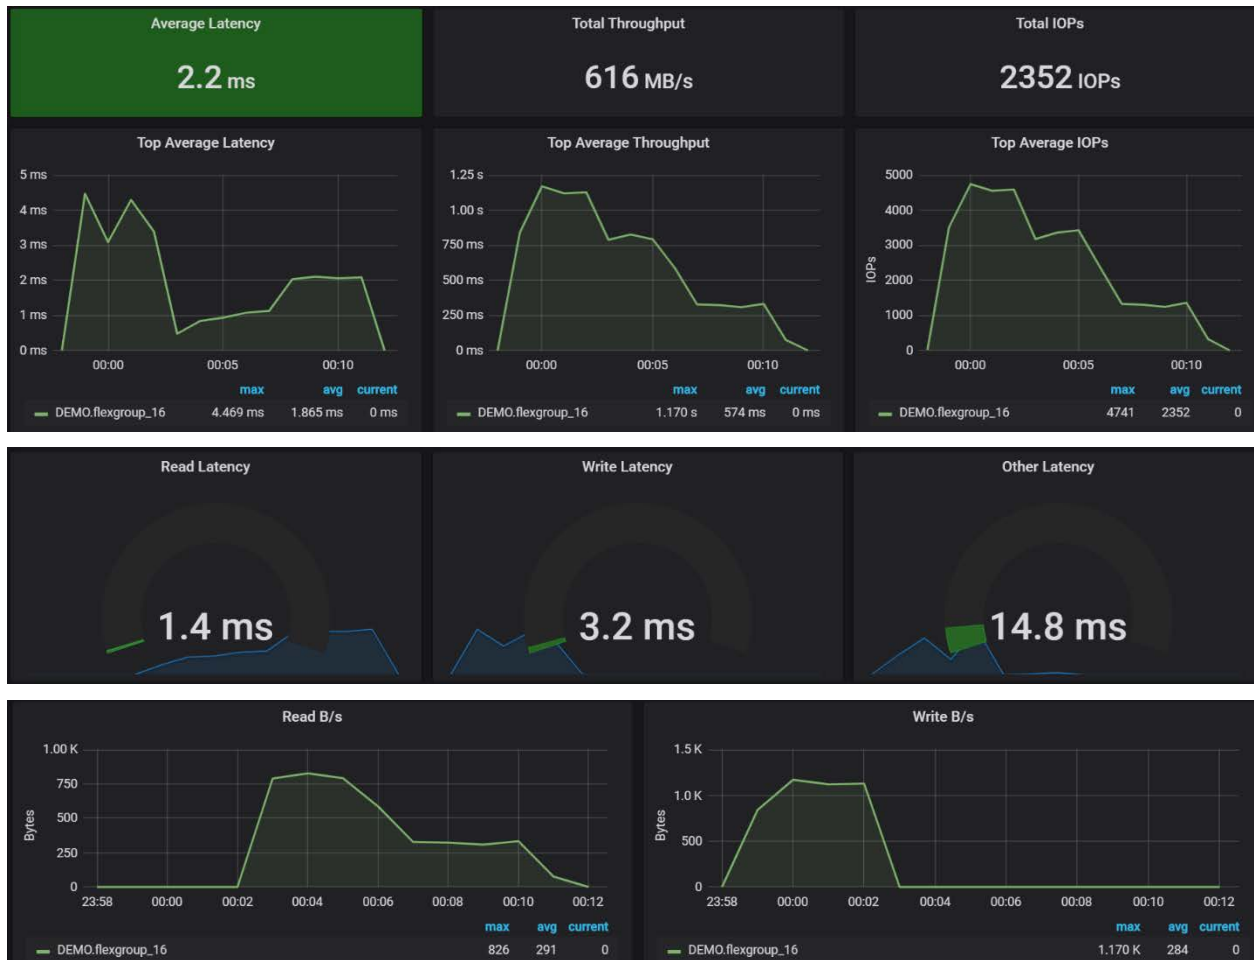 Average Latency
Total Throughput
Total IOPs
2.2 ms
616 MB/s
2352 IOPs
Top Average Latency
5 ms
4 ms
3 ms
2 ms
1 ms
0 ms
00:00 00:05 00:10
max avg current
DEMO.flexgroup_16 4.469 ms 1.865 ms 0 ms
Top Average Throughput
1.25 s
1.00 s
750 ms
500 ms
250 ms
0 ms
00:00 00:05 00:10
max avg current
DEMO.flexgroup_16 1.170 s 574 ms 0 ms
Top Average IOPs
IOPs
5000
4000
3000
2000
1000
0
00:00 00:05 00:10
max avg current
DEMO.flexgroup_16 4741 2352 0
Read Latency
1.4 ms
Write Latency
3.2 ms
Other Latency
14.8 ms
Read B/s
Bytes
1.00 K
750
500
250
0
23:58 00:00 00:02 00:04 00:06 00:08 00:10 00:12
max avg current
DEMO.flexgroup_16 826 291 0
Write B/s
Bytes
1.5 K
1.0 K
500
0
23:58 00:00 00:02 00:04 00:06 00:08 00:10 00:12
max avg current
DEMO.flexgroup_16 1.170 K 284 0